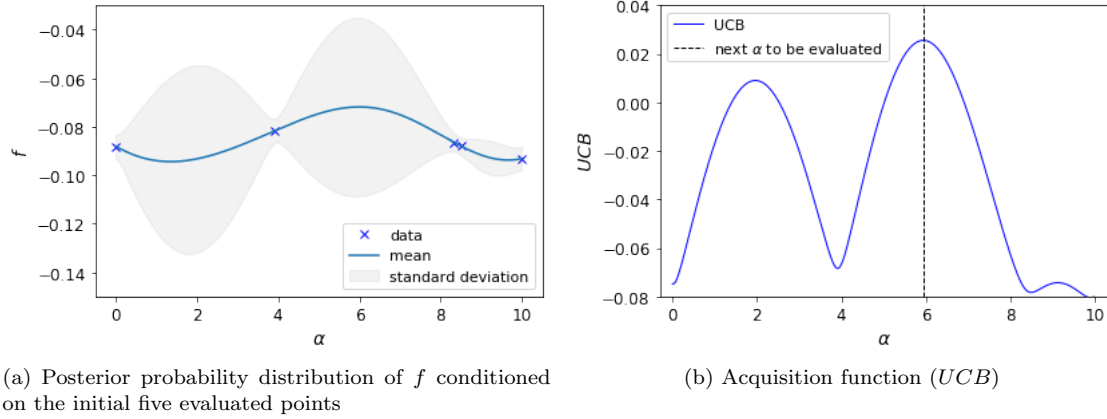 −0.04
−0.06
−0.08
−0.10
−0.12
−0.14
f
data
mean
standard deviation
0 2 4 6 8 10
α
0.04
0.02
0.00
−0.02
−0.04
−0.06
−0.08
UCB
UCB
next α to be evaluated
0 2 4 6 8 10
α
(a) Posterior probability distribution of f conditioned
on the initial five evaluated points
(b) Acquisition function (UCB)